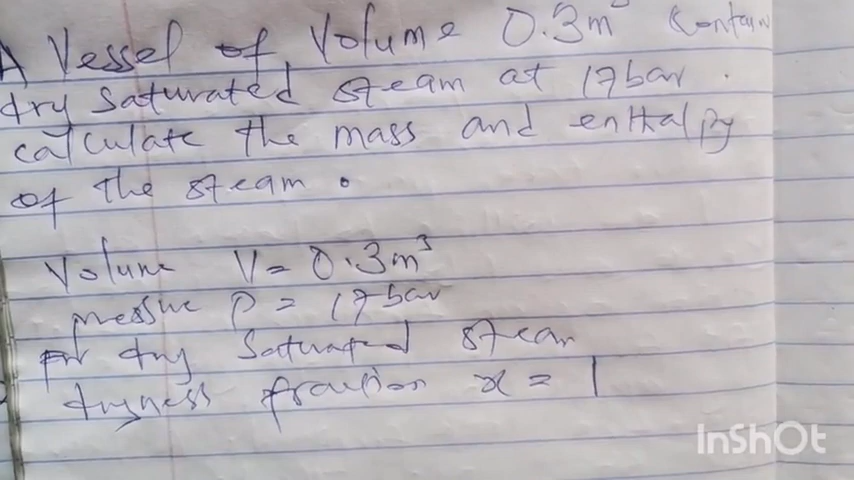 A Vessel of Volume 0.3m³ Contain
dry saturated steam at 17bar.
calculate the mass and enthalpy
of the steam.
Volume V = 0.3m³
pressure P = 17bar
for dry Saturated steam
dryness fraction x = 1
InShOt